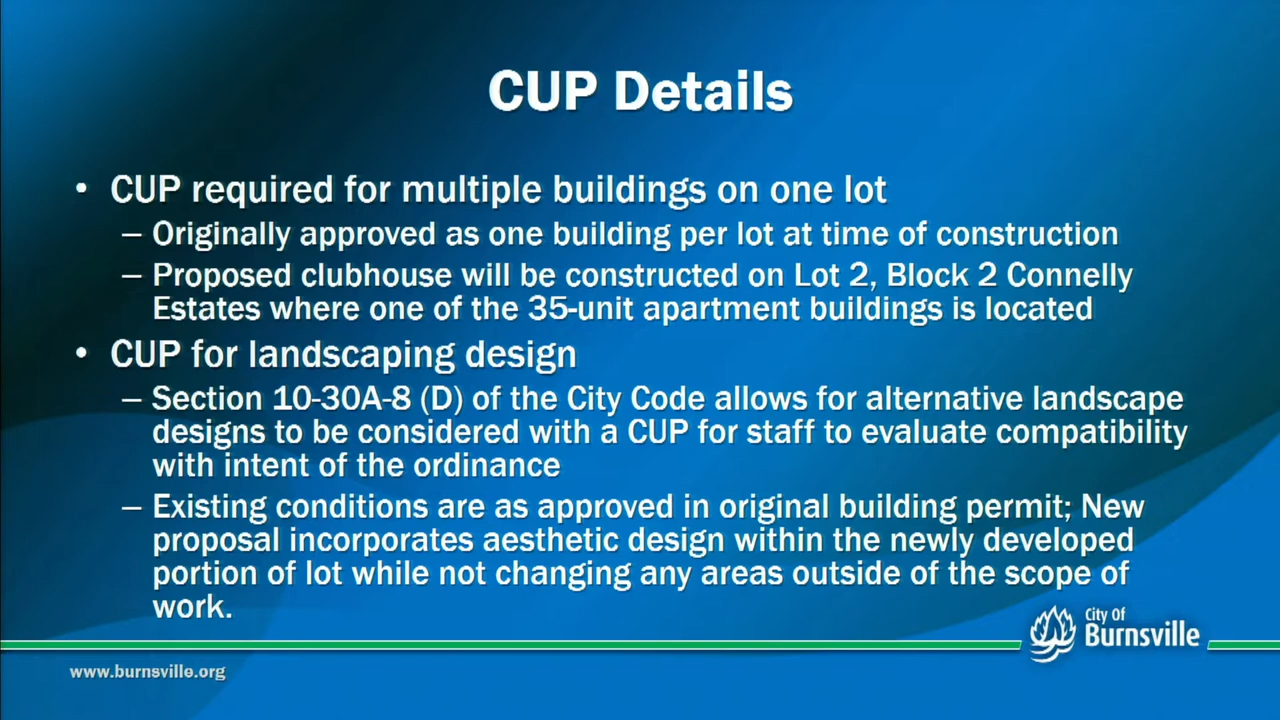 CUP Details
• CUP required for multiple buildings on one lot
– Originally approved as one building per lot at time of construction
– Proposed clubhouse will be constructed on Lot 2, Block 2 Connelly
Estates where one of the 35-unit apartment buildings is located
• CUP for landscaping design
– Section 10-30A-8 (D) of the City Code allows for alternative landscape
designs to be considered with a CUP for staff to evaluate compatibility
with intent of the ordinance
– Existing conditions are as approved in original building permit; New
proposal incorporates aesthetic design within the newly developed
portion of lot while not changing any areas outside of the scope of
work.
City Of
Burnsville
www.burnsville.org